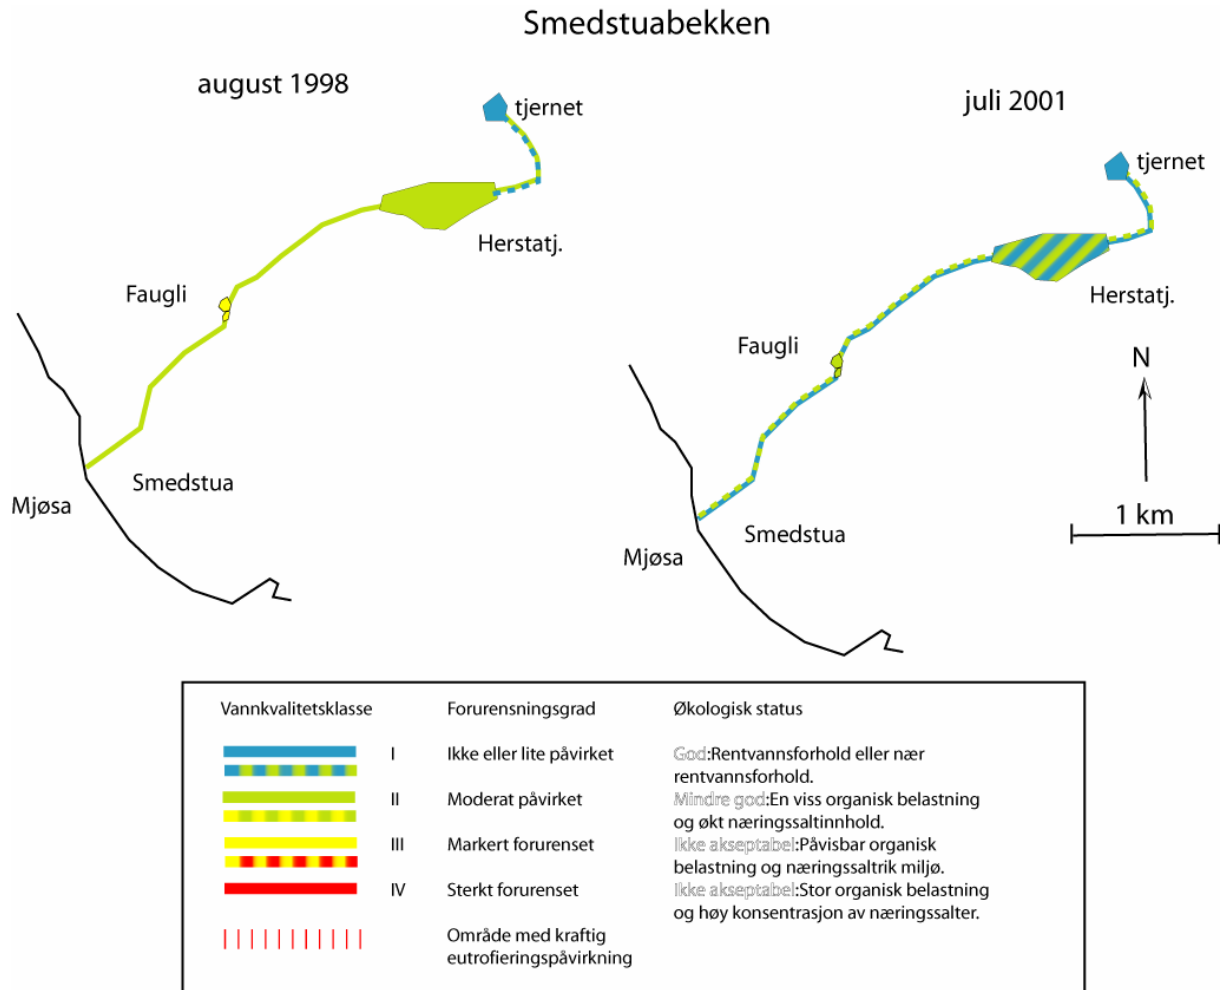 Smedstuabekken
august 1998
tjernet
Herstatj.
Faugli
Smedstua
Mjøsa
juli 2001
tjernet
Herstatj.
Faugli
N
1 km
Smedstua
Mjøsa
Vannkvalitetsklasse Forurensningsgrad Økologisk status
I Ikke eller lite påvirket God:Rentvannsforhold eller nær
rentvannsforhold.
II Moderat påvirket Mindre god:En viss organisk belastning
og økt næringssaltinnhold.
III Markert forurenset Ikke akseptabel:Påvisbar organisk
belastning og næringssaltrik miljø.
IV Sterkt forurenset Ikke akseptabel:Stor organisk belastning
og høy konsentrasjon av næringssalter.
Område med kraftig
eutrofieringspåvirkning